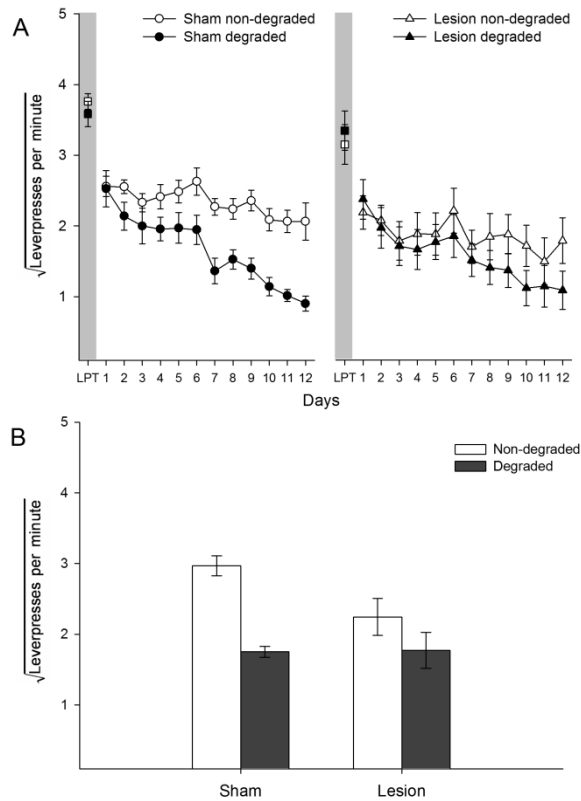 A
Sham non-degraded
Sham degraded
Lesion non-degraded
Lesion degraded
5
4
3
2
1
√Leverpresses per minute
LPT 1 2 3 4 5 6 7 8 9 10 11 12
LPT 1 2 3 4 5 6 7 8 9 10 11 12
Days
B
Non-degraded
Degraded
5
4
3
2
1
√Leverpresses per minute
Sham
Lesion